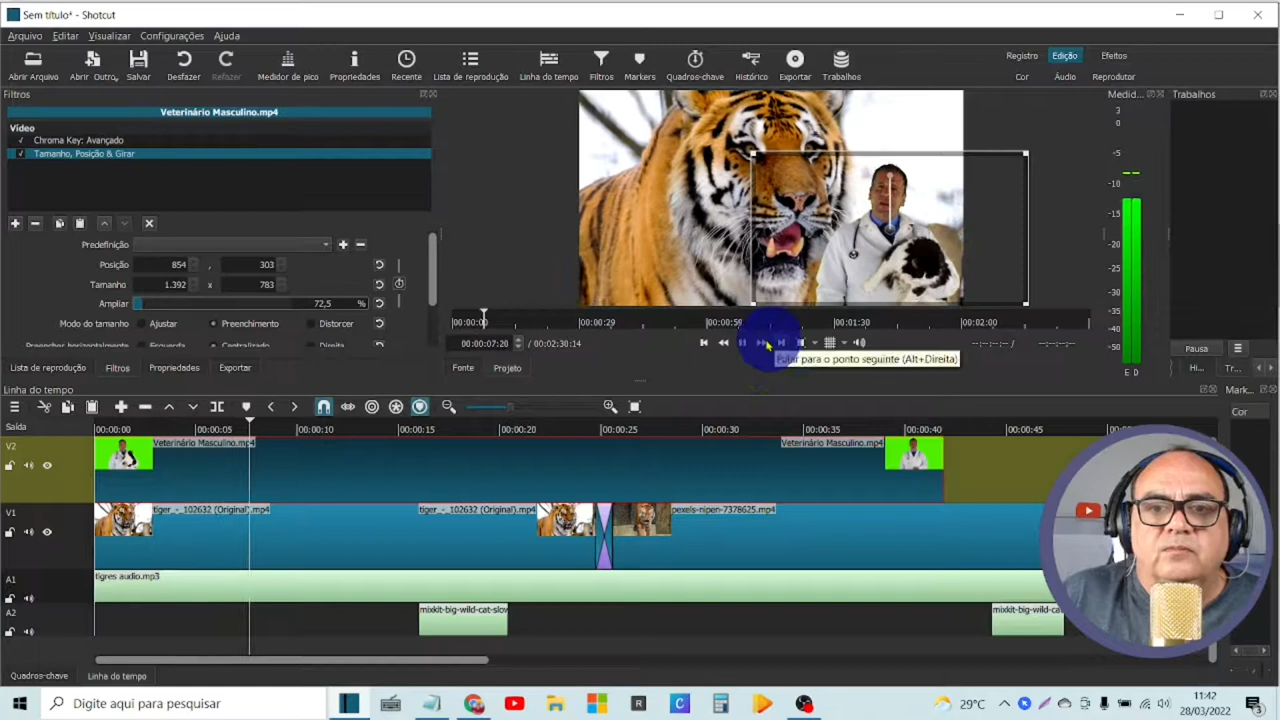 Sem título* - Shotcut
Arquivo Editar Visualizar Configurações Ajuda
Abrir Arquivo Abrir Outro, Salvar Desfazer Refazer Medidor de pico Propriedades Recente Lista de reprodução Linha do tempo Filtros Markers Quadros-chave Histórico Exportar Trabalhos
Registro Edição Efeitos
Cor Áudio Reprodutor
Filtros
Veterinário Masculino.mp4
Vídeo
Chroma Key: Avançado
Tamanho, Posição & Girar
Predefinição
Posição 854 , 303
Tamanho 1.392 x 783
Ampliar 72,5 %
Modo do tamanho Ajustar Preenchimento Distorcer
Preencher horizontalmente Esquerda Centralizado Direita
Lista de reprodução Filtros Propriedades Exportar
|00:00:00 |00:00:29 |00:00:59 |00:01:30 |00:02:00
00:00:07:20 / 00:02:30:14 --:--:--:-- / --:--:--:--
Pular para o ponto seguinte (Alt+Direita)
Fonte Projeto
Medid...
3
0
-5
-10
-15
-20
-25
-30
-35
-40
-45
-50
E D
Trabalhos
Pausa
Hi... Tr...
Linha do tempo
Mark...
Cor
Saída
00:00:00 00:00:05 00:00:10 00:00:15 00:00:20 00:00:25 00:00:30 00:00:35 00:00:40 00:00:45
V2
Veterinário Masculino.mp4 Veterinário Masculino.mp4
V1
tiger_-_102632 (Original).mp4 tiger_-_102632 (Original).mp4 pexels-nipen-7378625.mp4
A1
tigres audio.mp3
A2
mixkit-big-wild-cat-slow mixkit-big-wild-cat
Quadros-chave Linha do tempo
Digite aqui para pesquisar
29°C
11:42
28/03/2022
3